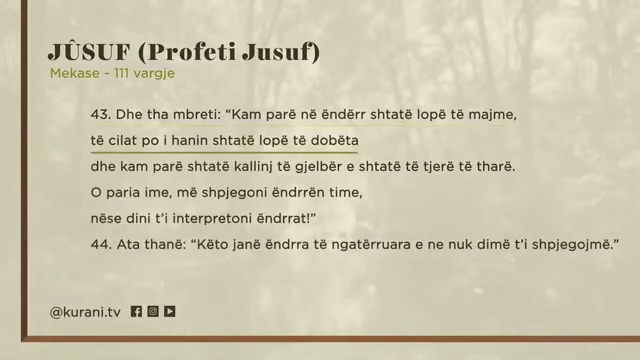 JÛSUF (Profeti Jusuf)
Mekase - 111 vargje
43. Dhe tha mbreti: “Kam parë në ëndërr shtatë lopë të majme,
të cilat po i hanin shtatë lopë të dobëta
dhe kam parë shtatë kallinj të gjelbër e shtatë të tjerë të tharë.
O paria ime, më shpjegoni ëndrrën time,
nëse dini t’i interpretoni ëndrrat!”
44. Ata thanë: “Këto janë ëndrra të ngatërruara e ne nuk dimë t’i shpjegojmë.”
@kurani.tv